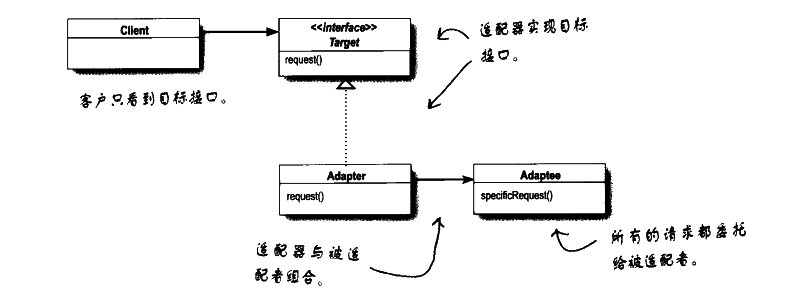 Client
<<interface>>
Target
request()
适配器实现目标
接口。
客户只看到目标接口。
Adapter
request()
Adaptee
specificRequest()
适配器与被适
配者组合。
所有的请求都委托
给被适配者。